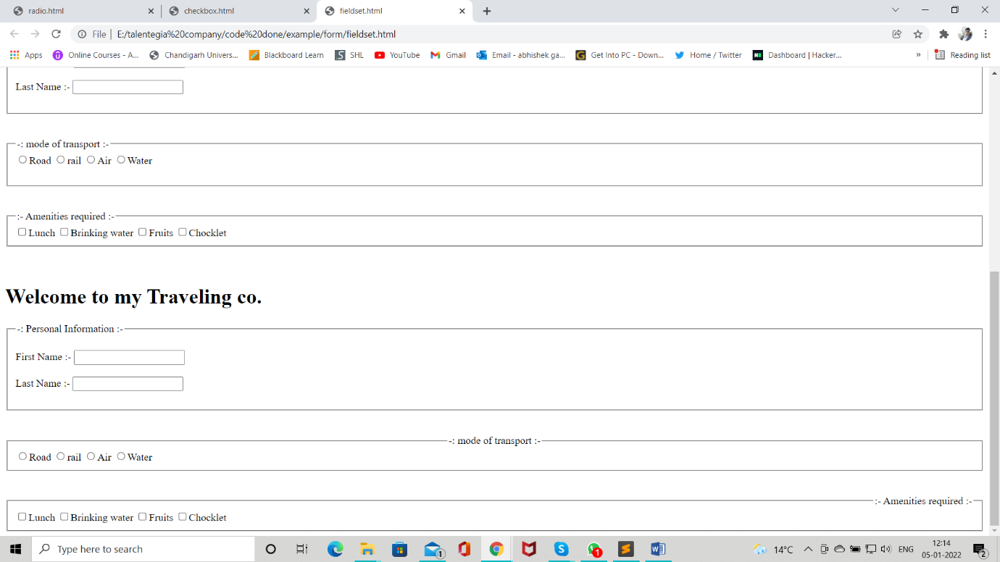 radio.html checkbox.html fieldset.html
File E:/talentegia%20company/code%20done/example/form/fieldset.html
Apps Online Courses - A... Chandigarh Univers... Blackboard Learn SHL YouTube Gmail Email - abhishek ga... Get Into PC - Down... Home / Twitter Dashboard | Hacker... » Reading list
Last Name :-
-: mode of transport :-
Road rail Air Water
:- Amenities required :-
Lunch Brinking water Fruits Chocklet
Welcome to my Traveling co.
-: Personal Information :-
First Name :-
Last Name :-
-: mode of transport :-
Road rail Air Water
:- Amenities required :-
Lunch Brinking water Fruits Chocklet
Type here to search 1 1 14°C ENG 12:14
05-01-2022 2